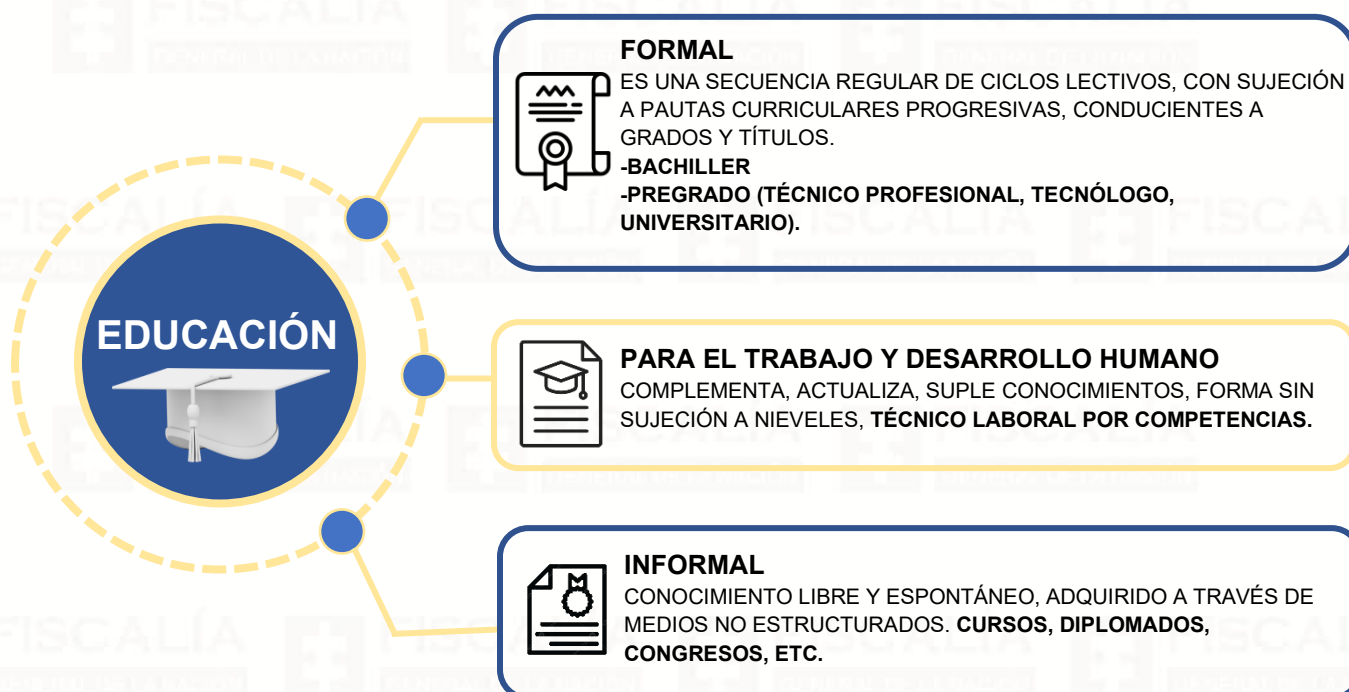 FORMAL
ES UNA SECUENCIA REGULAR DE CICLOS LECTIVOS, CON SUJECIÓN
A PAUTAS CURRICULARES PROGRESIVAS, CONDUCIENTES A
GRADOS Y TÍTULOS.
-BACHILLER
-PREGRADO (TÉCNICO PROFESIONAL, TECNÓLOGO,
UNIVERSITARIO).
EDUCACIÓN
PARA EL TRABAJO Y DESARROLLO HUMANO
COMPLEMENTA, ACTUALIZA, SUPLE CONOCIMIENTOS, FORMA SIN
SUJECIÓN A NIEVELES, TÉCNICO LABORAL POR COMPETENCIAS.
INFORMAL
CONOCIMIENTO LIBRE Y ESPONTÁNEO, ADQUIRIDO A TRAVÉS DE
MEDIOS NO ESTRUCTURADOS. CURSOS, DIPLOMADOS,
CONGRESOS, ETC.